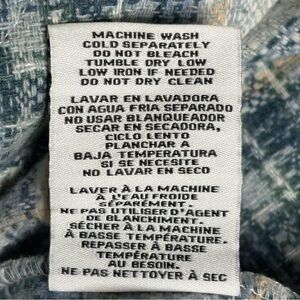 MACHINE WASH
COLD SEPARATELY
DO NOT BLEACH
TUMBLE DRY LOW
LOW IRON IF NEEDED
DO NOT DRY CLEAN
LAVAR EN LAVADORA
CON AGUA FRIA SEPARADO
NO USAR BLANQUEADOR
SECAR EN SECADORA,
CICLO LENTO
PLANCHAR A
BAJA TEMPERATURA
SI SE NECESITE
NO LAVAR EN SECO
LAVER À LA MACHINE
À L'EAU FROIDE
SÉPARÉMENT.
NE PAS UTILISER D'AGENT
DE BLANCHIMENT.
SÉCHER À LA MACHINE
À BASSE TEMPÉRATURE.
REPASSER À BASSE
TEMPÉRATURE
AU BESOIN.
NE PAS NETTOYER À SEC